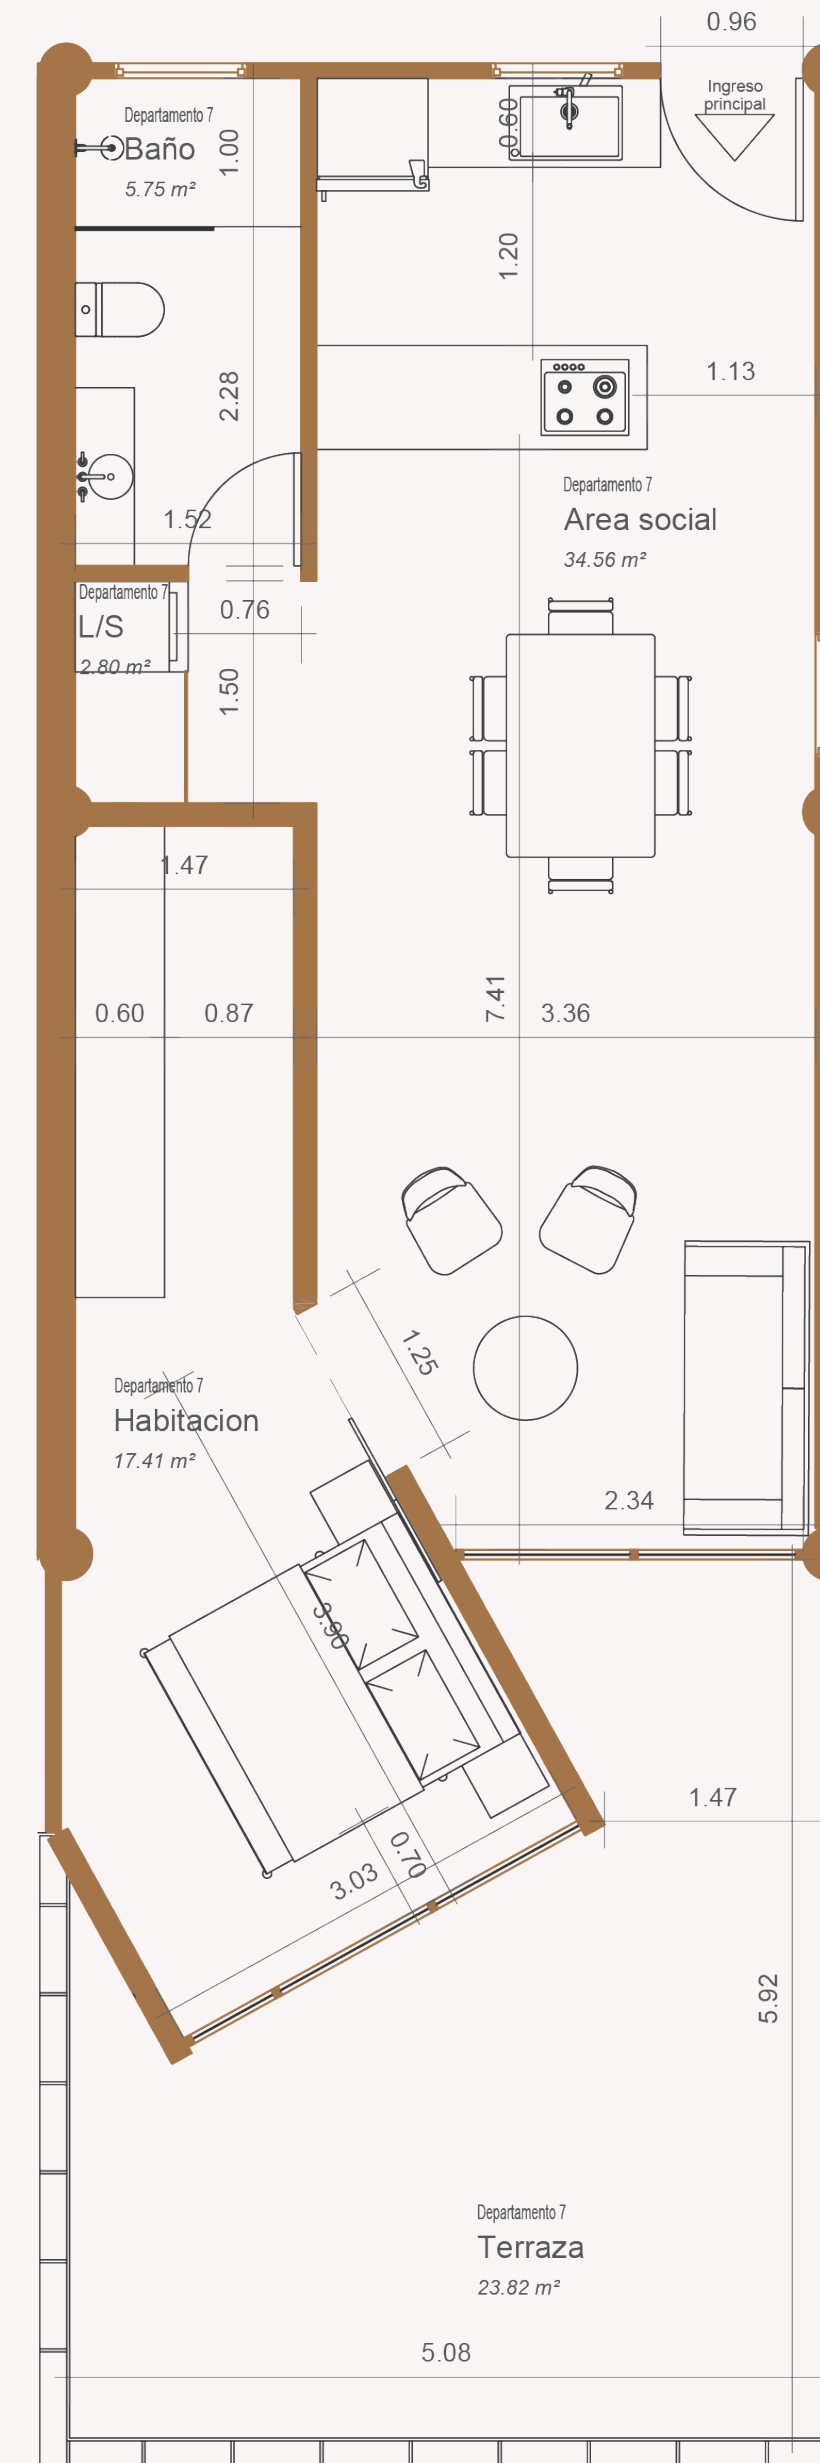 0.96
Ingreso
principal
Departamento 7
Baño
5.75 m²
1.00
0.60
1.20
2.28
1.13
Departamento 7
Area social
34.56 m²
1.52
Departamento 7
L/S
2.80 m²
0.76
1.50
1.47
0.60
0.87
7.41
3.36
1.25
Departamento 7
Habitacion
17.41 m²
2.34
3.90
1.47
0.70
3.03
5.92
Departamento 7
Terraza
23.82 m²
5.08